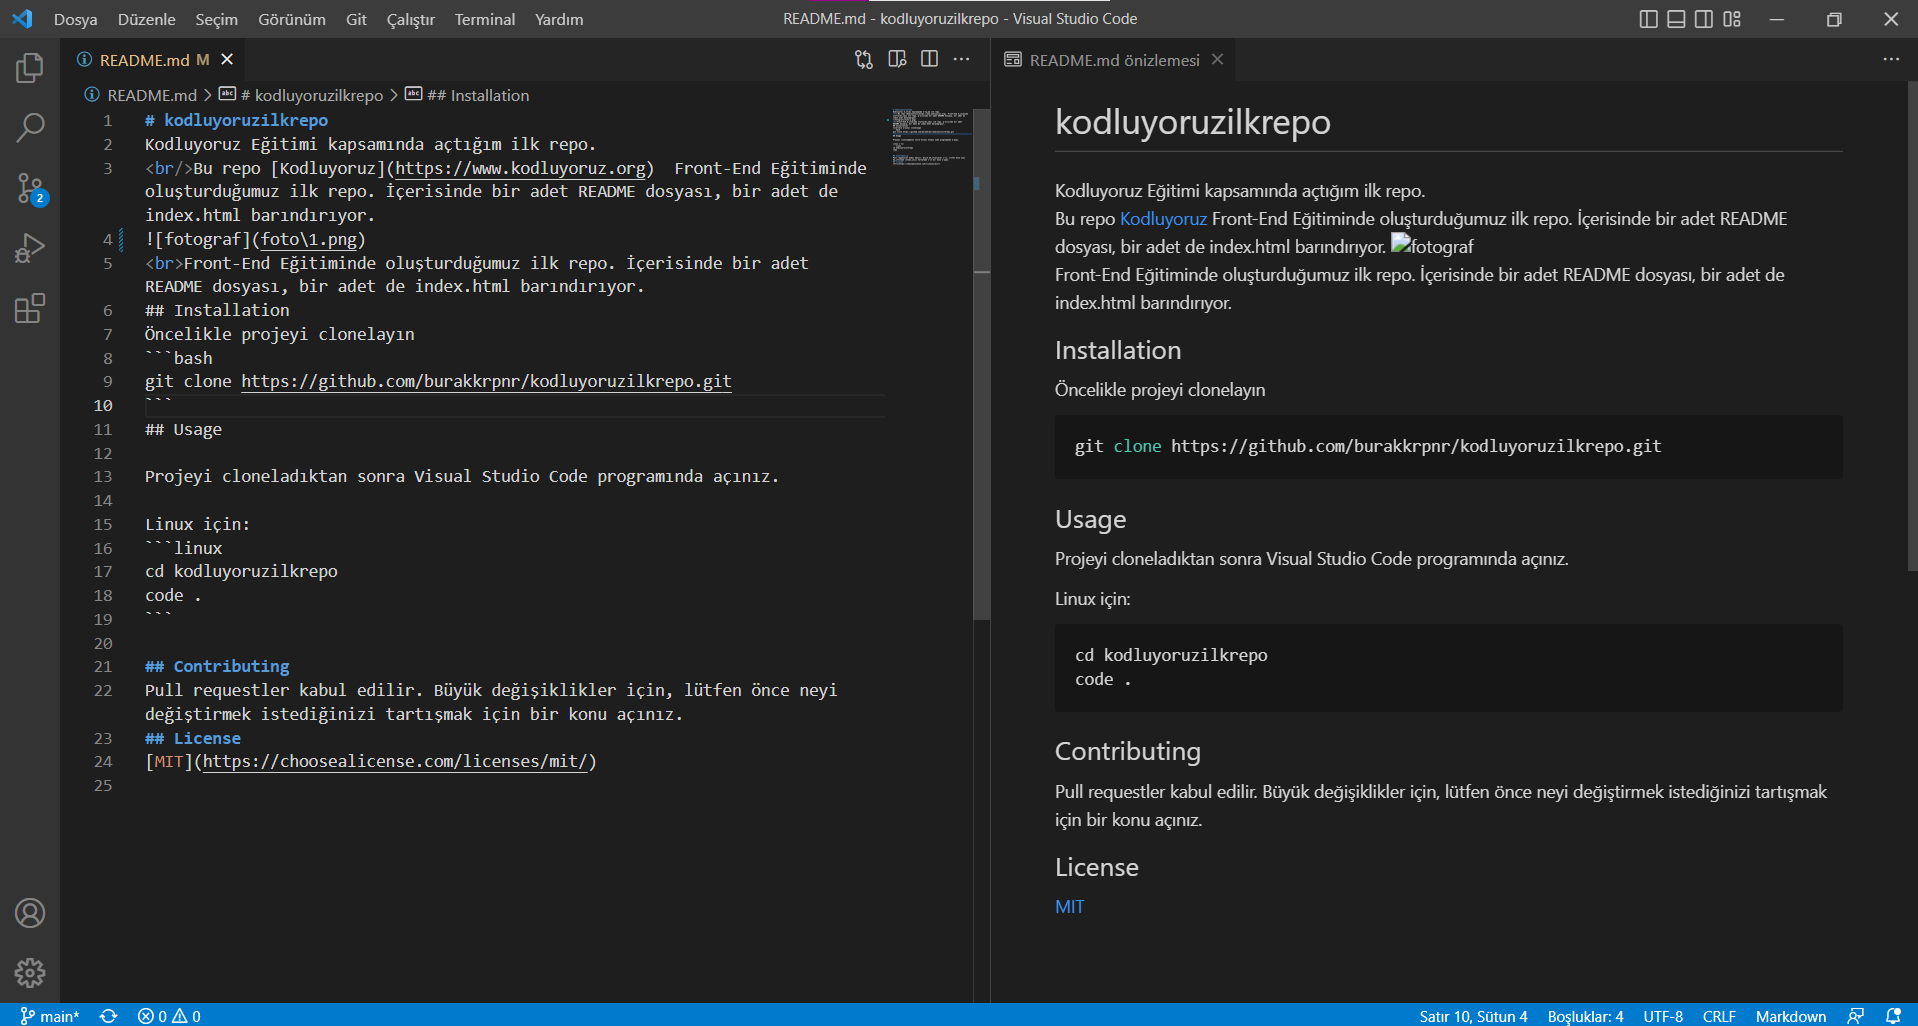 Dosya Düzenle Seçim Görünüm Git Çalıştır Terminal Yardım
README.md - kodluyoruzilkrepo - Visual Studio Code
README.md M
README.md önizlemesi
README.md > # kodluyoruzilkrepo > ## Installation
1 # kodluyoruzilkrepo
2 Kodluyoruz Eğitimi kapsamında açtığım ilk repo.
3 <br/>Bu repo [Kodluyoruz](https://www.kodluyoruz.org)  Front-End Eğitiminde
oluşturduğumuz ilk repo. İçerisinde bir adet README dosyası, bir adet de
index.html barındırıyor.
4 ![fotograf](foto\1.png)
5 <br>Front-End Eğitiminde oluşturduğumuz ilk repo. İçerisinde bir adet
README dosyası, bir adet de index.html barındırıyor.
6 ## Installation
7 Öncelikle projeyi clonelayın
8 ```bash
9 git clone https://github.com/burakkrpnr/kodluyoruzilkrepo.git
10 ```
11 ## Usage
12
13 Projeyi cloneladıktan sonra Visual Studio Code programında açınız.
14
15 Linux için:
16 ```linux
17 cd kodluyoruzilkrepo
18 code .
19 ```
20
21 ## Contributing
22 Pull requestler kabul edilir. Büyük değişiklikler için, lütfen önce neyi
değiştirmek istediğinizi tartışmak için bir konu açınız.
23 ## License
24 [MIT](https://choosealicense.com/licenses/mit/)
25
kodluyoruzilkrepo
Kodluyoruz Eğitimi kapsamında açtığım ilk repo.
Bu repo Kodluyoruz Front-End Eğitiminde oluşturduğumuz ilk repo. İçerisinde bir adet README
dosyası, bir adet de index.html barındırıyor. fotograf
Front-End Eğitiminde oluşturduğumuz ilk repo. İçerisinde bir adet README dosyası, bir adet de
index.html barındırıyor.
Installation
Öncelikle projeyi clonelayın
git clone https://github.com/burakkrpnr/kodluyoruzilkrepo.git
Usage
Projeyi cloneladıktan sonra Visual Studio Code programında açınız.
Linux için:
cd kodluyoruzilkrepo
code .
Contributing
Pull requestler kabul edilir. Büyük değişiklikler için, lütfen önce neyi değiştirmek istediğinizi tartışmak
için bir konu açınız.
License
MIT
2
main* 0 0
Satır 10, Sütun 4 Boşluklar: 4 UTF-8 CRLF Markdown